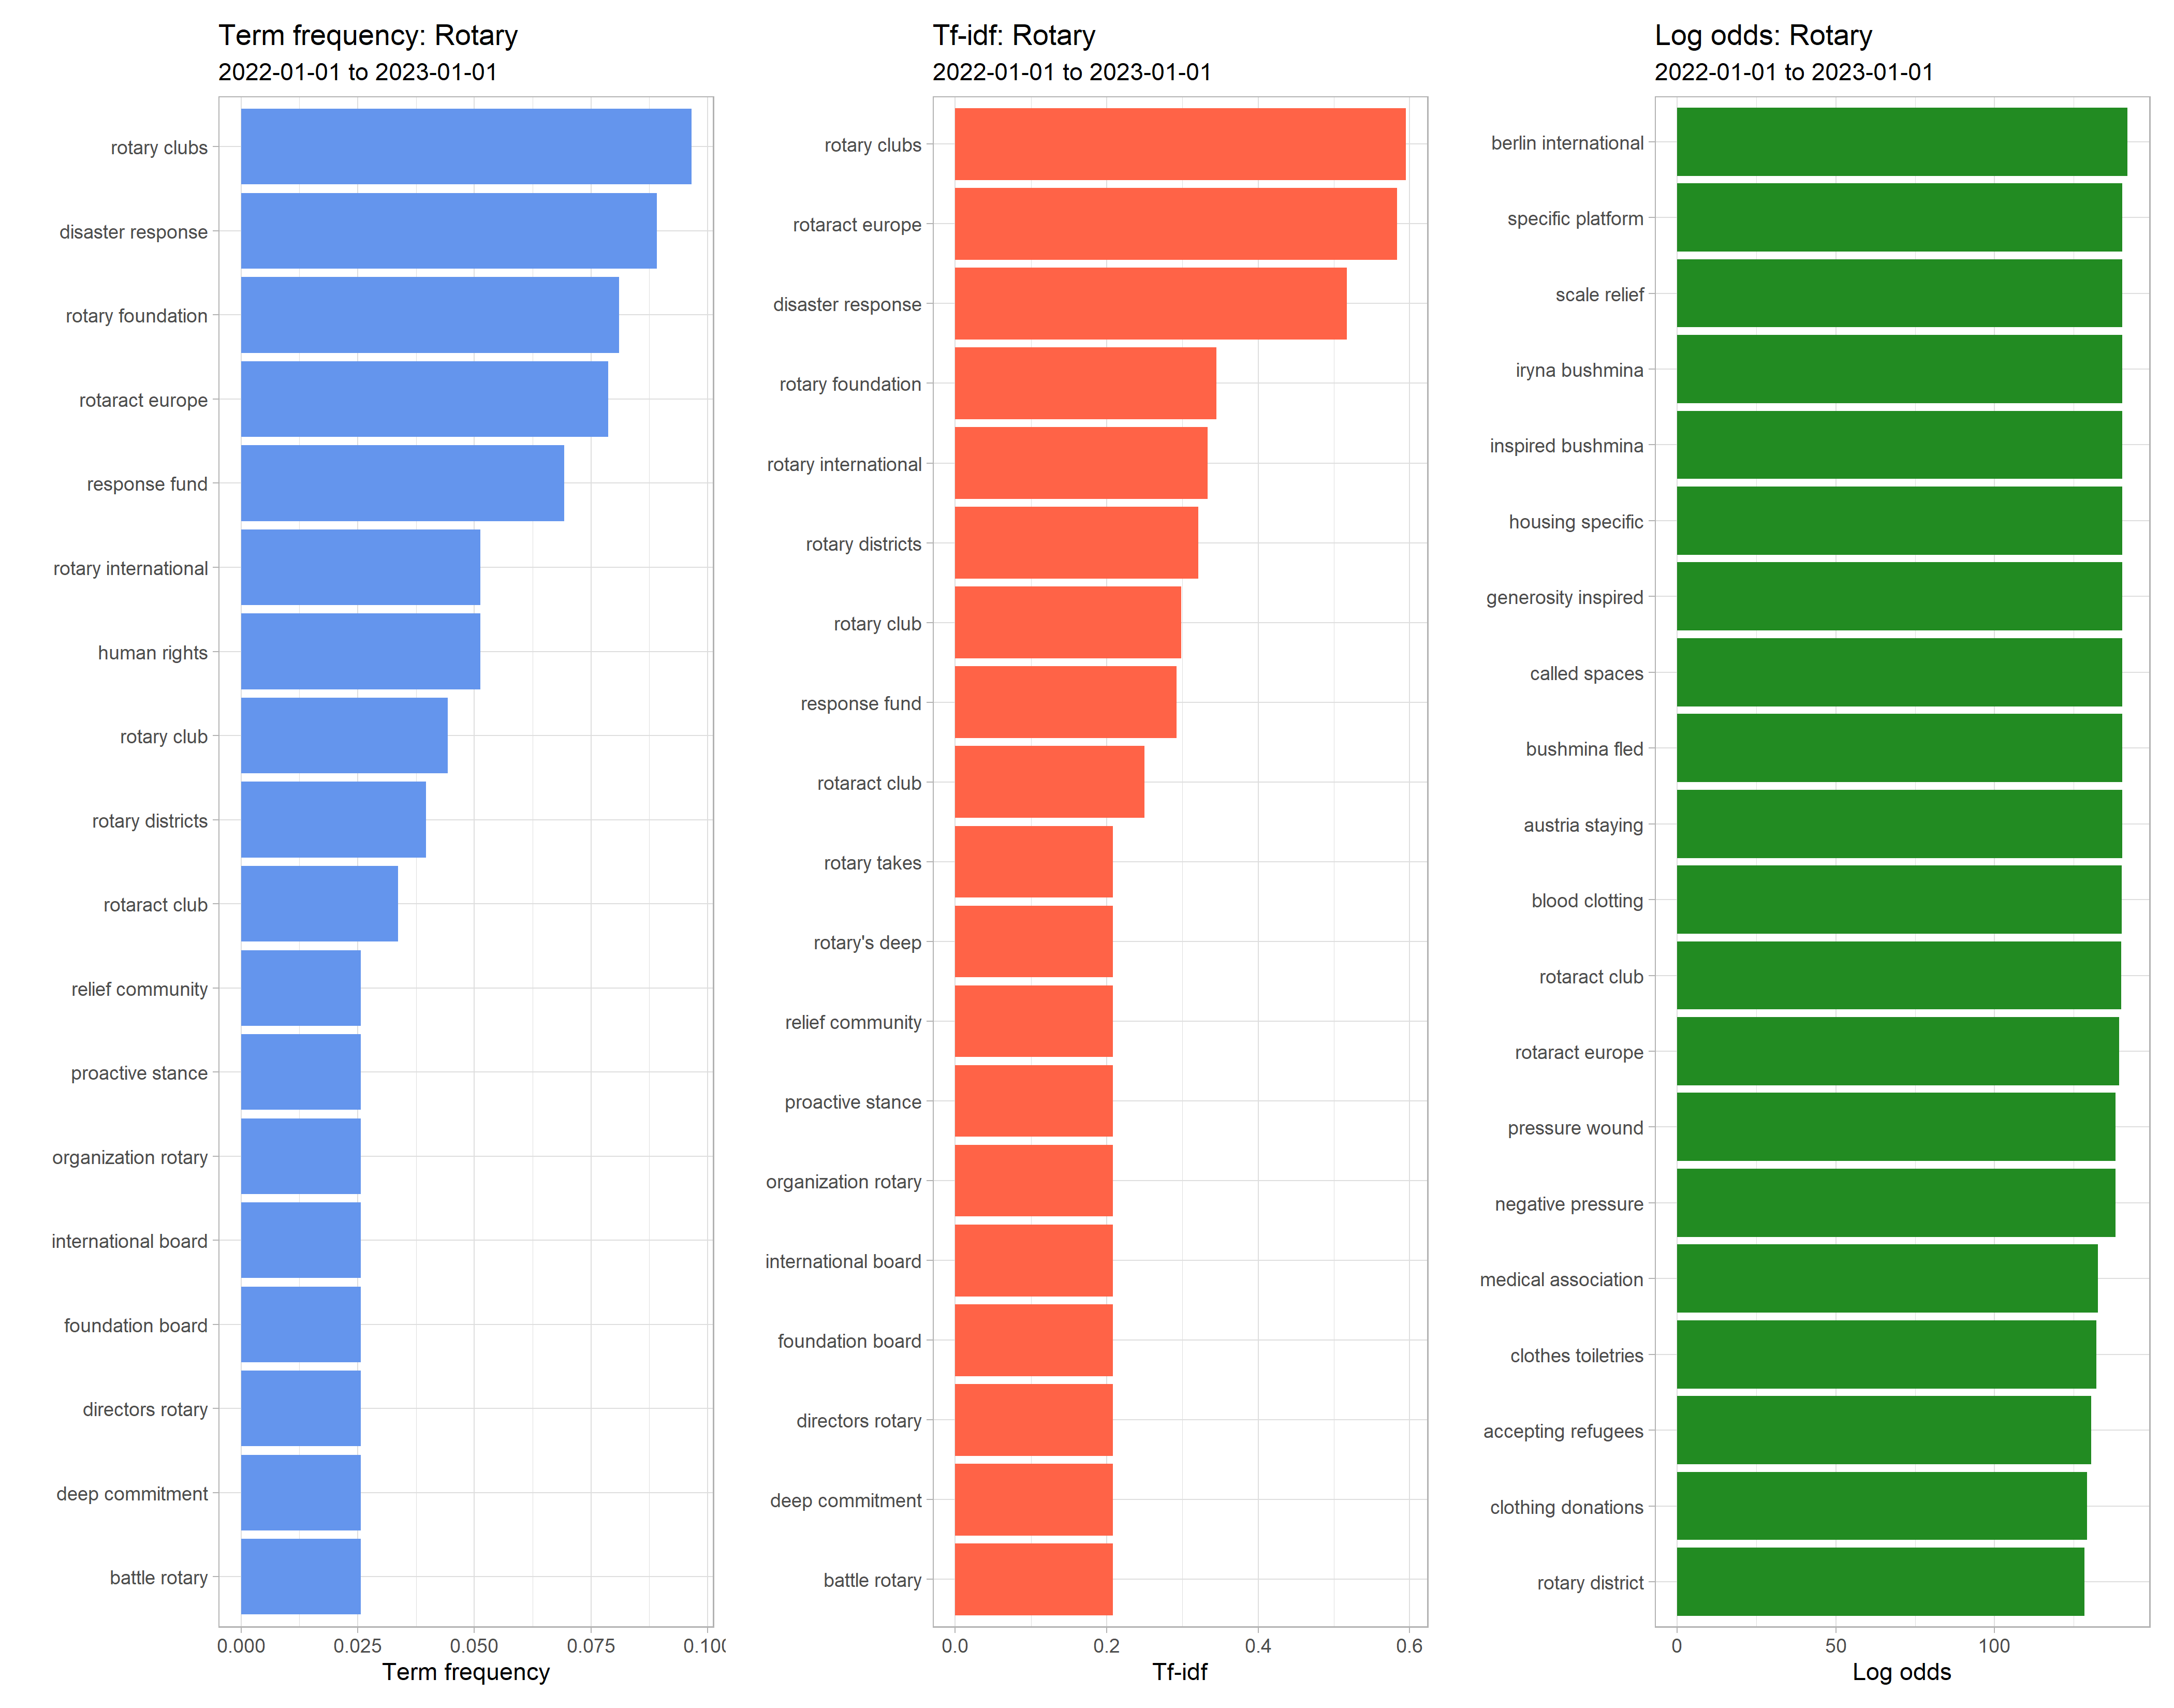 Term frequency: Rotary
2022-01-01 to 2023-01-01
rotary clubs
disaster response
rotary foundation
rotaract europe
response fund
rotary international
human rights
rotary club
rotary districts
rotaract club
relief community
proactive stance
organization rotary
international board
foundation board
directors rotary
deep commitment
battle rotary
0.000 0.025 0.050 0.075 0.100
Term frequency
Tf-idf: Rotary
2022-01-01 to 2023-01-01
rotary clubs
rotaract europe
disaster response
rotary foundation
rotary international
rotary districts
rotary club
response fund
rotaract club
rotary takes
rotary's deep
relief community
proactive stance
organization rotary
international board
foundation board
directors rotary
deep commitment
battle rotary
0.0 0.2 0.4 0.6
Tf-idf
Log odds: Rotary
2022-01-01 to 2023-01-01
berlin international
specific platform
scale relief
iryna bushmina
inspired bushmina
housing specific
generosity inspired
called spaces
bushmina fled
austria staying
blood clotting
rotaract club
rotaract europe
pressure wound
negative pressure
medical association
clothes toiletries
accepting refugees
clothing donations
rotary district
0 50 100
Log odds